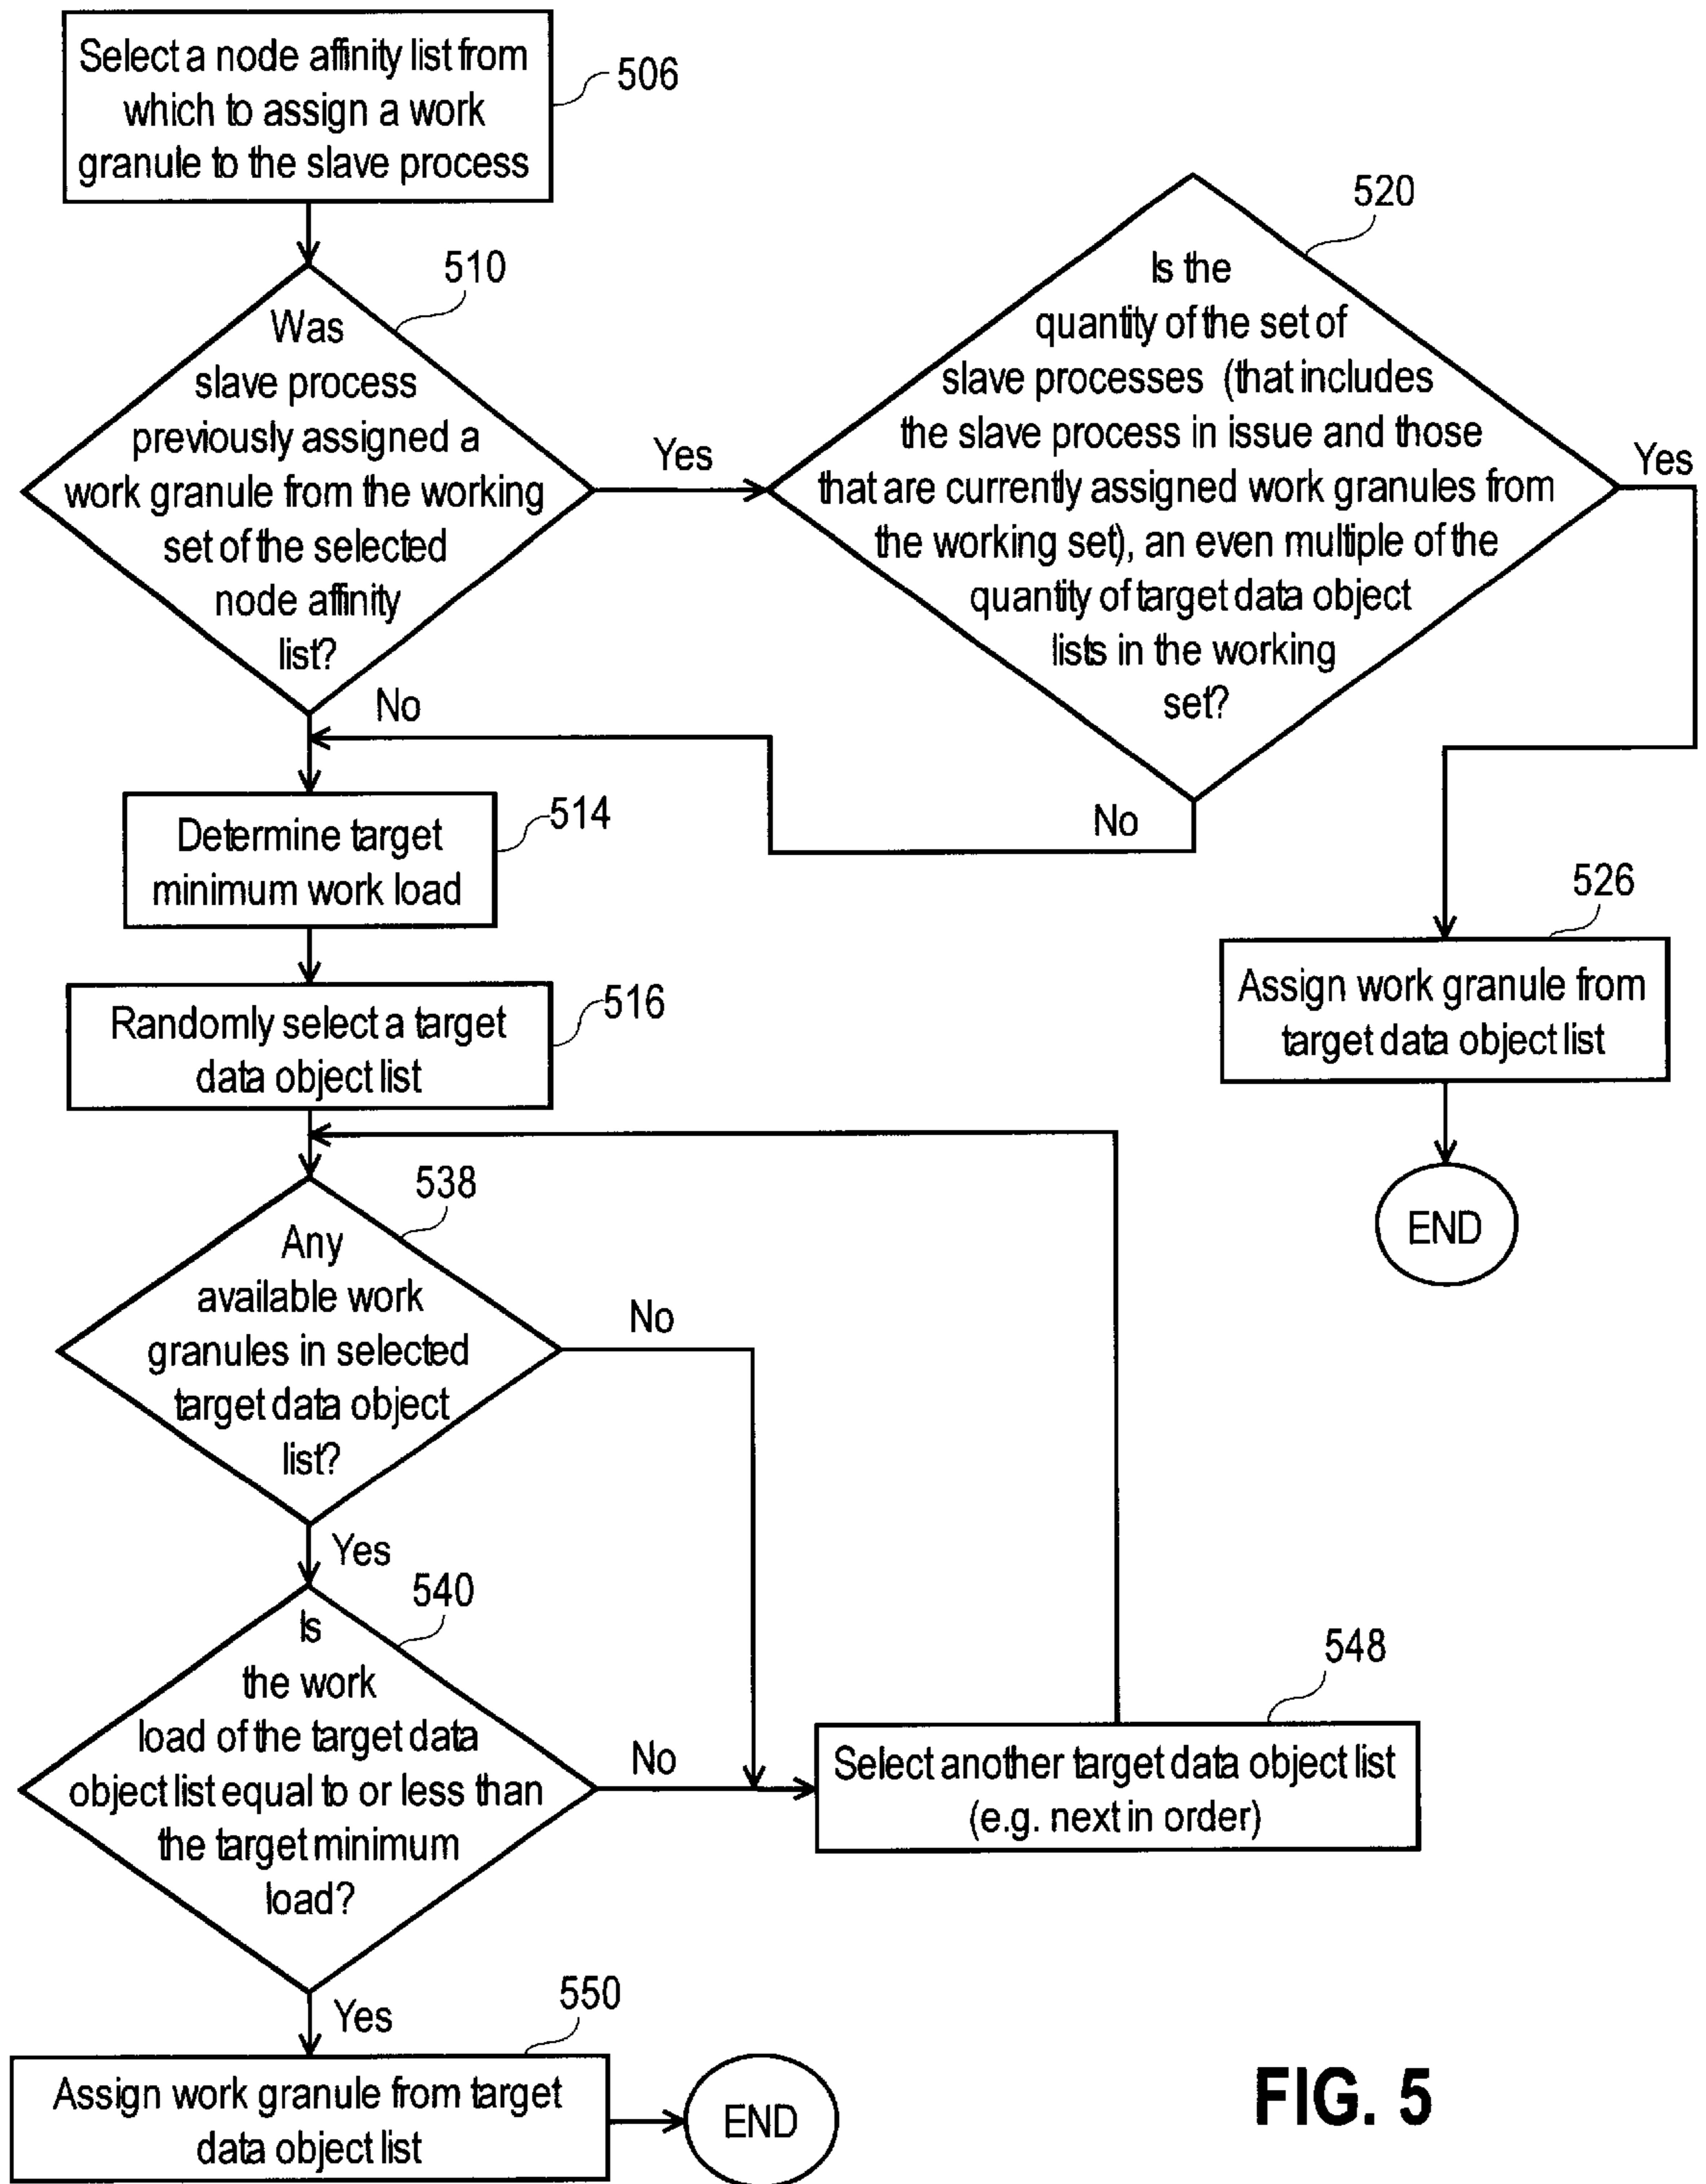 Select a node affinity list from
which to assign a work
granule to the slave process
506
510
Was
slave process
previously assigned a
work granule from the working
set of the selected
node affinity
list?
Yes
No
520
Is the
quantity of the set of
slave processes (that includes
the slave process in issue and those
that are currently assigned work granules from
the working set), an even multiple of the
quantity of target data object
lists in the working
set?
Yes
No
514
Determine target
minimum work load
516
Randomly select a target
data object list
526
Assign work granule from
target data object list
END
538
Any
available work
granules in selected
target data object
list?
No
Yes
540
Is
the work
load of the target data
object list equal to or less than
the target minimum
load?
No
Yes
548
Select another target data object list
(e.g. next in order)
550
Assign work granule from target
data object list
END
FIG. 5